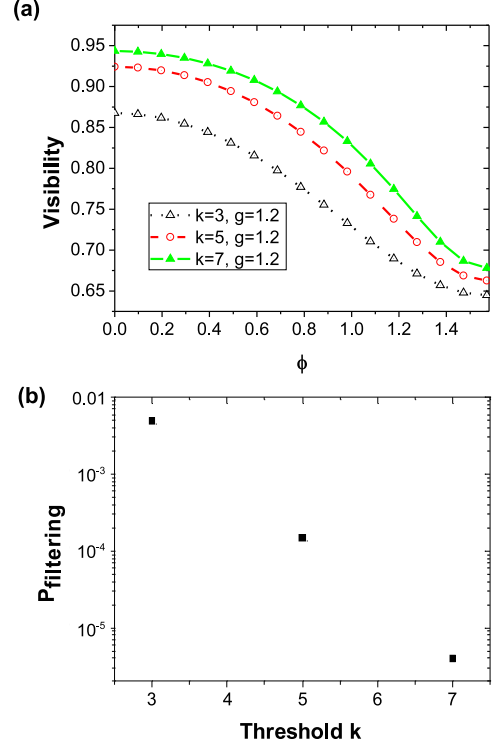 (a)
0.95
0.90
0.85
0.80
0.75
0.70
0.65
Visibility
k=3, g=1.2
k=5, g=1.2
k=7, g=1.2
0.0 0.2 0.4 0.6 0.8 1.0 1.2 1.4
ϕ
(b)
0.01
10⁻³
10⁻⁴
10⁻⁵
Pfiltering
3 4 5 6 7
Threshold k